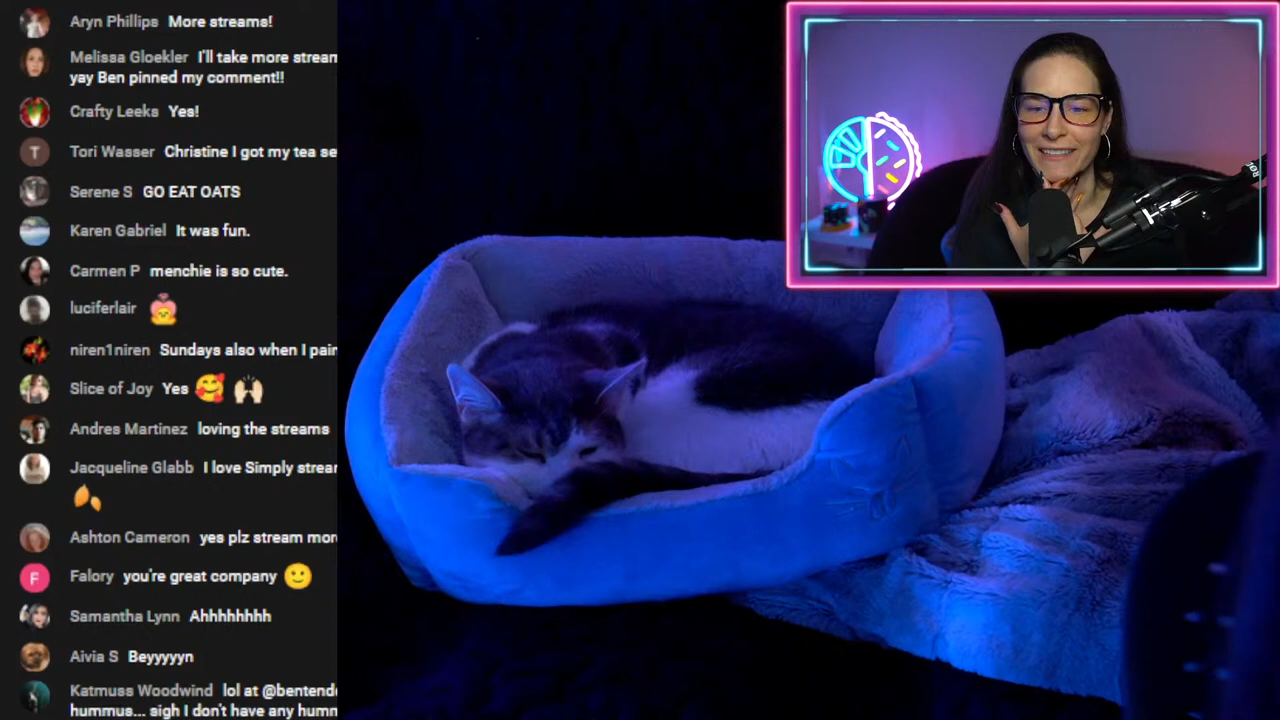 Aryn Phillips More streams!
Melissa Gloekler I'll take more stream
yay Ben pinned my comment!!
Crafty Leeks Yes!
T
Tori Wasser Christine I got my tea se
Serene S GO EAT OATS
Karen Gabriel It was fun.
Carmen P menchie is so cute.
luciferlair
niren1niren Sundays also when I pain
Slice of Joy Yes
Andres Martinez loving the streams
Jacqueline Glabb I love Simply strea
Ashton Cameron yes plz stream mor
F
Falory you're great company
Samantha Lynn Ahhhhhhhh
Aivia S Beyyyyyn
Katmuss Woodwind lol at @bentend
hummus... sigh I don't have any hum